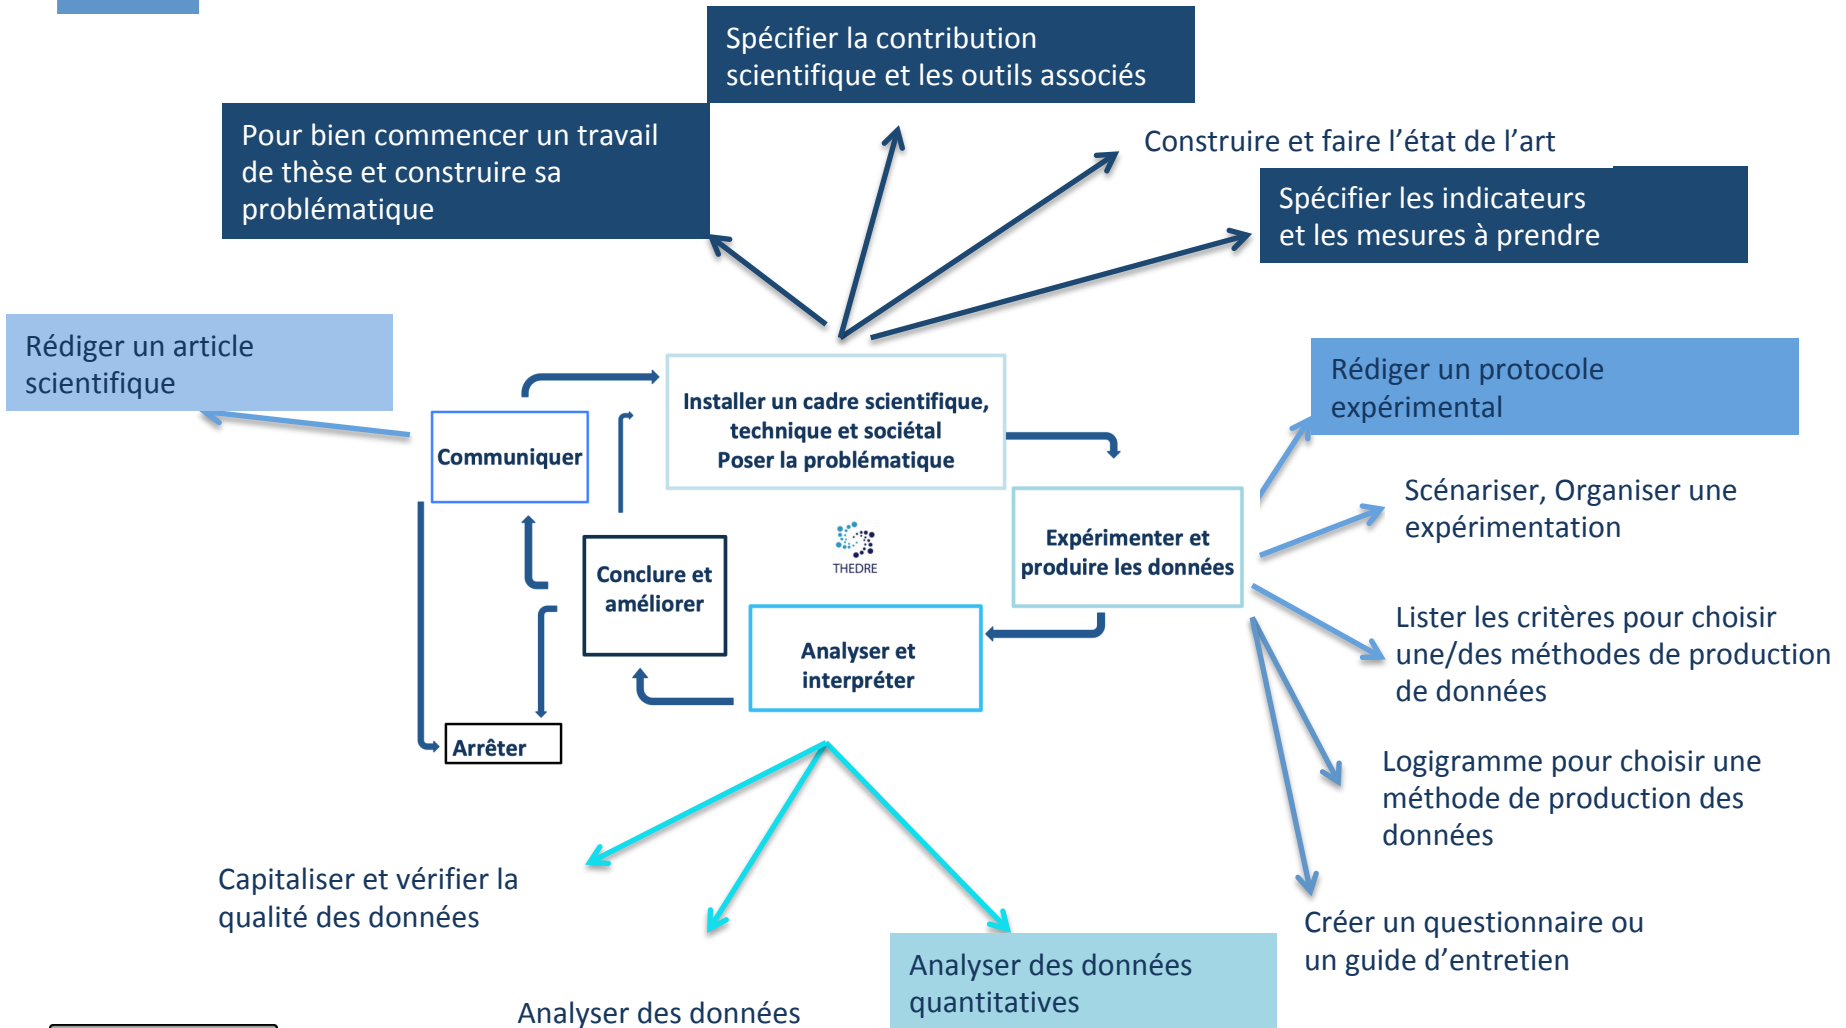 Spécifier la contribution
scientifique et les outils associés
Pour bien commencer un travail
de thèse et construire sa
problématique
Construire et faire l’état de l’art
Spécifier les indicateurs
et les mesures à prendre
Rédiger un article
scientifique
Installer un cadre scientifique,
technique et sociétal
Poser la problématique
Rédiger un protocole
expérimental
Communiquer
Scénariser, Organiser une
expérimentation
Expérimenter et
produire les données
THEDRE
Conclure et
améliorer
Lister les critères pour choisir
une/des méthodes de production
de données
Analyser et
interpréter
Arrêter
Logigramme pour choisir une
méthode de production des
données
Capitaliser et vérifier la
qualité des données
Créer un questionnaire ou
un guide d’entretien
Analyser des données
quantitatives
Analyser des données